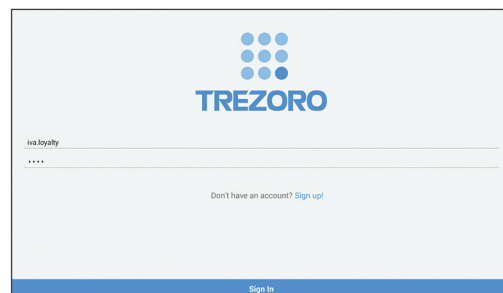 TREZORO
iva.loyalty
••••
Don't have an account? Sign up!
Sign In